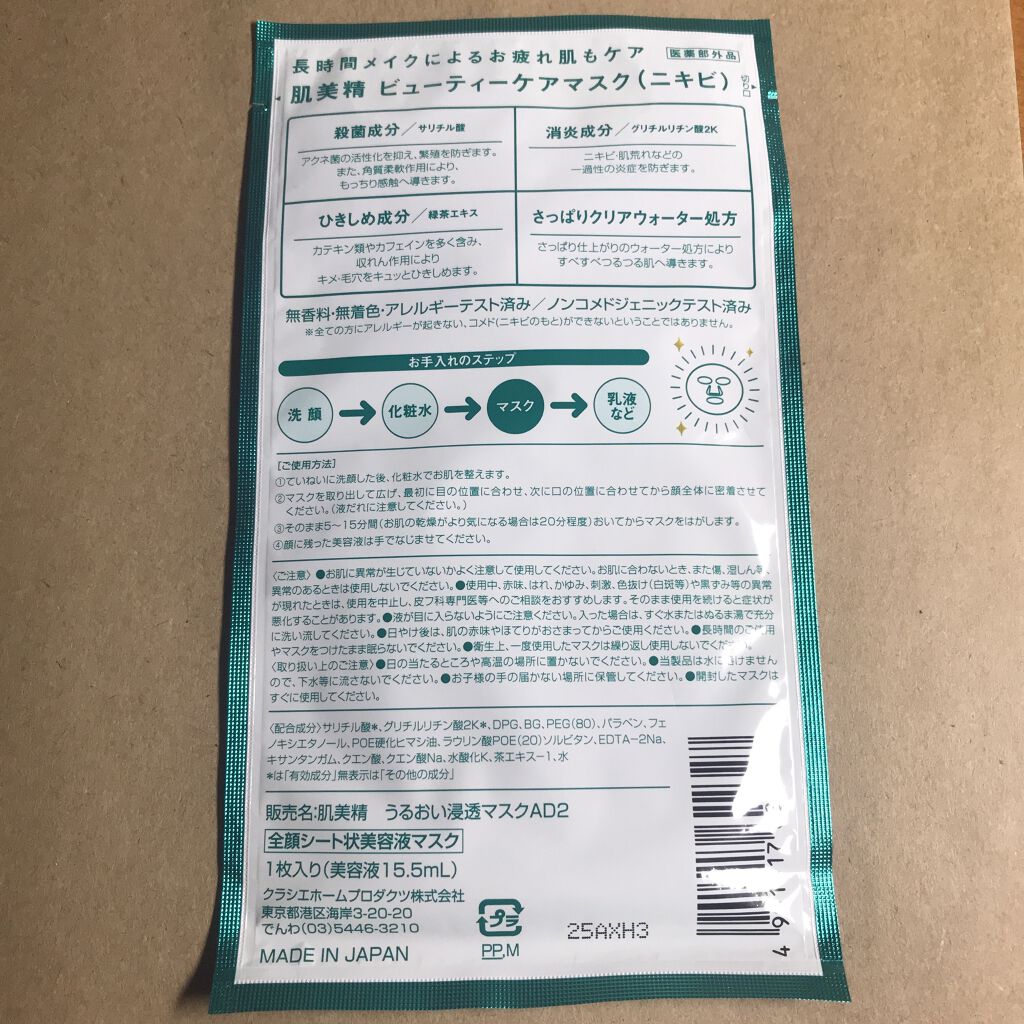 長時間メイクによるお疲れ肌もケア
医薬部外品
肌美精 ビューティーケアマスク(ニキビ)
切り口
殺菌成分/サリチル酸
アクネ菌の活性化を抑え、繁殖を防ぎます。
また、角質柔軟作用により、
もっちり感触へ導きます。
消炎成分/グリチルリチン酸2K
ニキビ・肌荒れなどの
一過性の炎症を防ぎます。
ひきしめ成分/緑茶エキス
カテキン類やカフェインを多く含み、
収れん作用により
キメ・毛穴をキュッとひきしめます。
さっぱりクリアウォーター処方
さっぱり仕上がりのウォーター処方により
すべすべつるつる肌へ導きます。
無香料・無着色・アレルギーテスト済み/ノンコメドジェニックテスト済み
※全ての方にアレルギーが起きない、コメド(ニキビのもと)ができないということではありません。
お手入れのステップ
洗顔
化粧水
マスク
乳液
など
[ご使用方法]
①ていねいに洗顔した後、化粧水でお肌を整えます。
②マスクを取り出して広げ、最初に目の位置に合わせ、次に口の位置に合わせてから顔全体に密着させて
ください。(液だれに注意してください。)
③そのまま5~15分間(お肌の乾燥がより気になる場合は20分程度)おいてからマスクをはがします。
④顔に残った美容液は手でなじませてください。
〈ご注意〉●お肌に異常が生じていないかよく注意して使用してください。お肌に合わないとき、また傷、湿しん等、
異常のあるときは使用しないでください。●使用中、赤味、はれ、かゆみ、刺激、色抜け(白斑等)や黒ずみ等の異常
が現れたときは、使用を中止し、皮フ科専門医等へのご相談をおすすめします。そのまま使用を続けると症状が
悪化することがあります。●液が目に入らないようにご注意ください。入った場合は、すぐ水またはぬるま湯で充分
に洗い流してください。●日やけ後は、肌の赤味やほてりがおさまってからご使用ください。●長時間のご使用
やマスクをつけたまま眠らないでください。●衛生上、一度使用したマスクは繰り返し使用しないでください。
〈取り扱い上のご注意〉●日の当たるところや高温の場所に置かないでください。●当製品は水に溶けません
ので、下水等に流さないでください。●お子様の手の届かない場所に保管してください。●開封したマスクは
すぐに使用してください。
〈配合成分〉サリチル酸*、グリチルリチン酸2K*、DPG、BG、PEG(80)、パラベン、フェ
ノキシエタノール、POE硬化ヒマシ油、ラウリン酸POE(20)ソルビタン、EDTA-2Na、
キサンタンガム、クエン酸、クエン酸Na、水酸化K、茶エキス-1、水
*は「有効成分」無表示は「その他の成分」
販売名:肌美精 うるおい浸透マスクAD2
全顔シート状美容液マスク
1枚入り(美容液15.5mL)
クラシエホームプロダクツ株式会社
東京都港区海岸3-20-20
でんわ(03)5446-3210
MADE IN JAPAN
プラ
PP,M
25AXH3